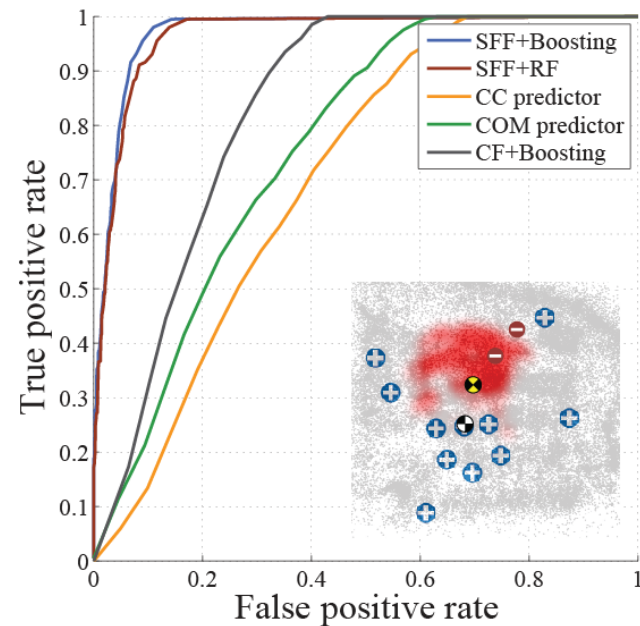 1
0.9
0.8
0.7
0.6
0.5
0.4
0.3
0.2
0.1
0
True positive rate
SFF+Boosting
SFF+RF
CC predictor
COM predictor
CF+Boosting
0 0.2 0.4 0.6 0.8 1
False positive rate